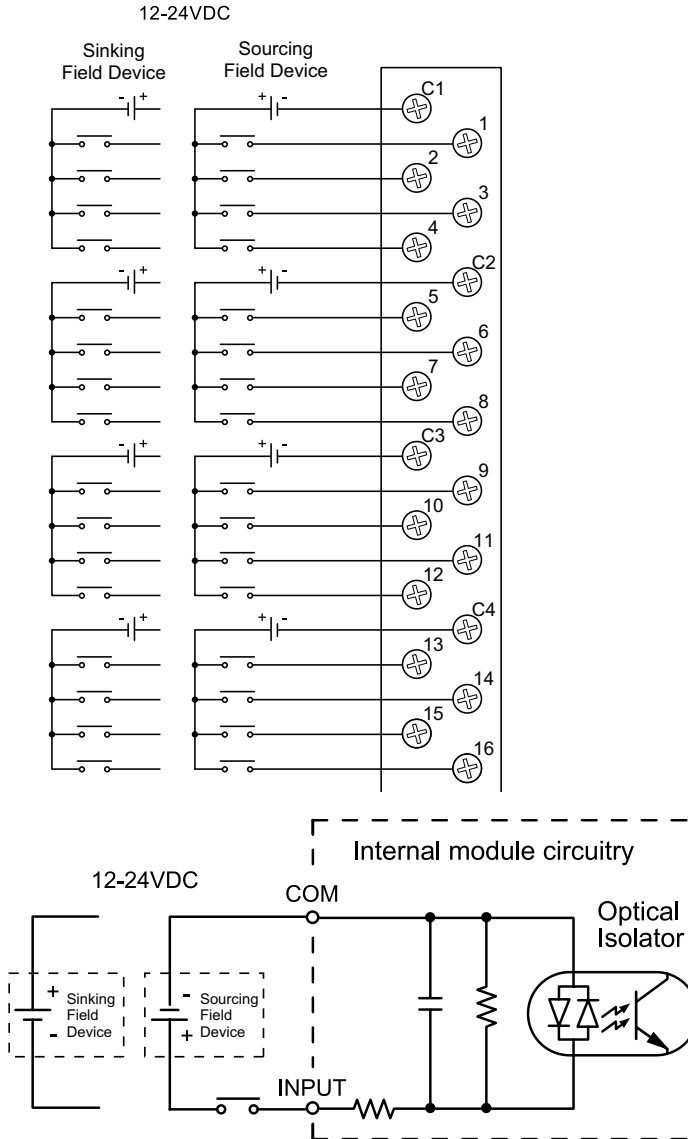 12-24VDC
Sinking
Field Device
Sourcing
Field Device
- +
+ -
C1
1
2
3
4
- +
+ -
C2
5
6
7
8
- +
+ -
C3
9
10
11
12
- +
+ -
C4
13
14
15
16
Internal module circuitry
12-24VDC
COM
Optical
Isolator
+
Sinking
Field
Device
-
-
Sourcing
Field
Device
+
INPUT